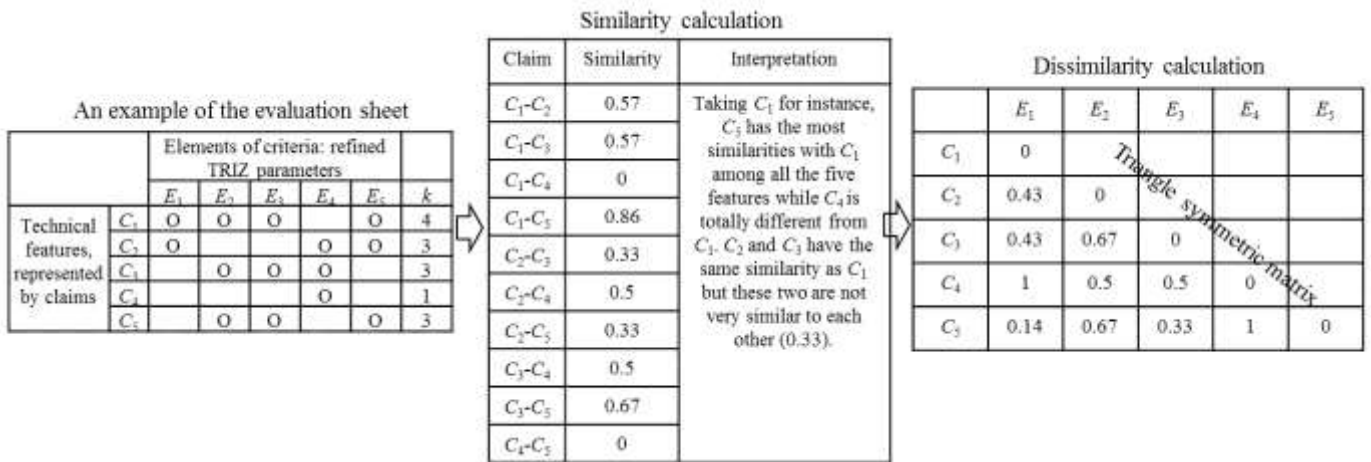 Similarity calculation
An example of the evaluation sheet
Elements of criteria: refined
TRIZ parameters
E1 E2 E3 E4 E5 k
Technical
features,
represented
by claims
C1 O O O O 4
C2 O O O 3
C3 O O O 3
C4 O 1
C5 O O O 3
Claim Similarity Interpretation
C1-C2 0.57
C1-C3 0.57
C1-C4 0
C1-C5 0.86
C2-C3 0.33
C2-C4 0.5
C2-C5 0.33
C3-C4 0.5
C3-C5 0.67
C4-C5 0
Taking C1 for instance,
C5 has the most
similarities with C1
among all the five
features while C4 is
totally different from
C1. C2 and C3 have the
same similarity as C1
but these two are not
very similar to each
other (0.33).
Dissimilarity calculation
E1 E2 E3 E4 E5
C1 0
C2 0.43 0
C3 0.43 0.67 0
C4 1 0.5 0.5 0
C5 0.14 0.67 0.33 1 0
Triangle symmetric matrix